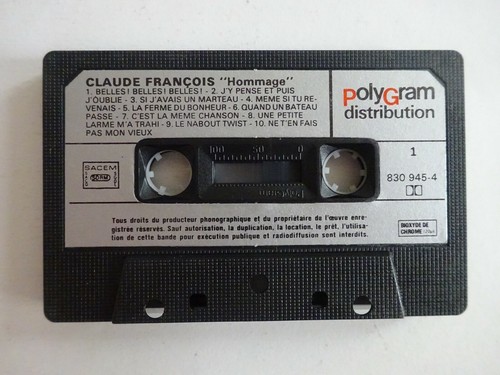 CLAUDE FRANÇOIS "Hommage"
1. BELLES! BELLES! BELLES! - 2. J'Y PENSE ET PUIS
J'OUBLIE - 3. SI J'AVAIS UN MARTEAU - 4. MEME SI TU RE-
VENAIS - 5. LA FERME DU BONHEUR - 6. QUAND UN BATEAU
PASSE - 7. C'EST LA MEME CHANSON - 8. UNE PETITE
LARME M'A TRAHI - 9. LE NABOUT TWIST - 10. NE T'EN FAIS
PAS MON VIEUX
PolyGram
distribution
SACEM
SDRM
100 50 0
1
830 945-4
Tous droits du producteur phonographique et du propriétaire de l'œuvre enre-
gistrée réservés. Sauf autorisation, la duplication, la location, le prêt, l'utilisa-
tion de cette bande pour exécution publique et radiodiffusion sont interdits.
BIOXYDE DE
CHROME